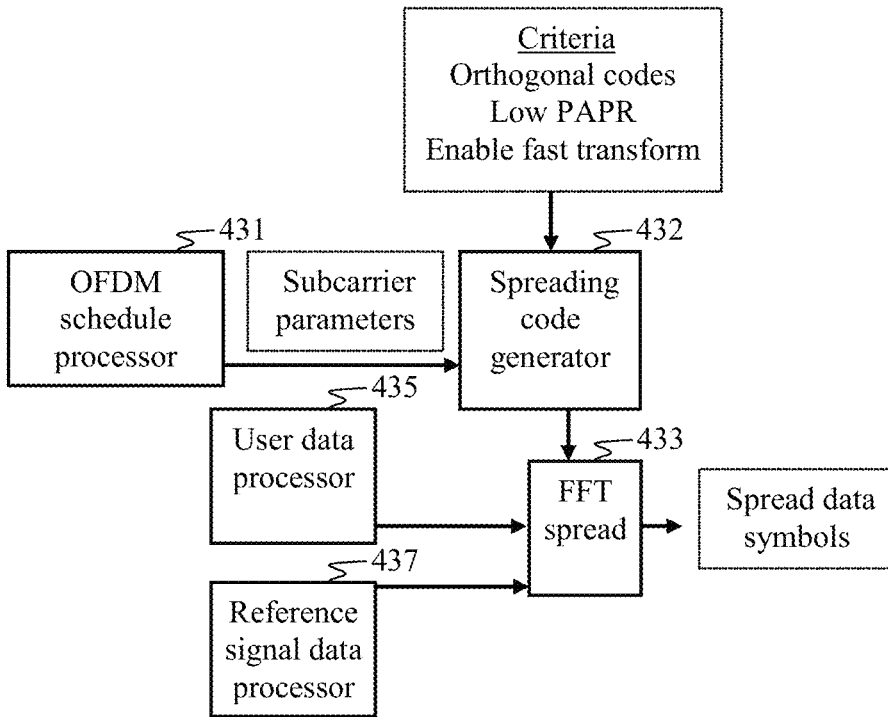 Criteria
Orthogonal codes
Low PAPR
Enable fast transform
431
432
OFDM
schedule
processor
Subcarrier
parameters
Spreading
code
generator
435
433
User data
processor
FFT
spread
Spread data
symbols
437
Reference
signal data
processor